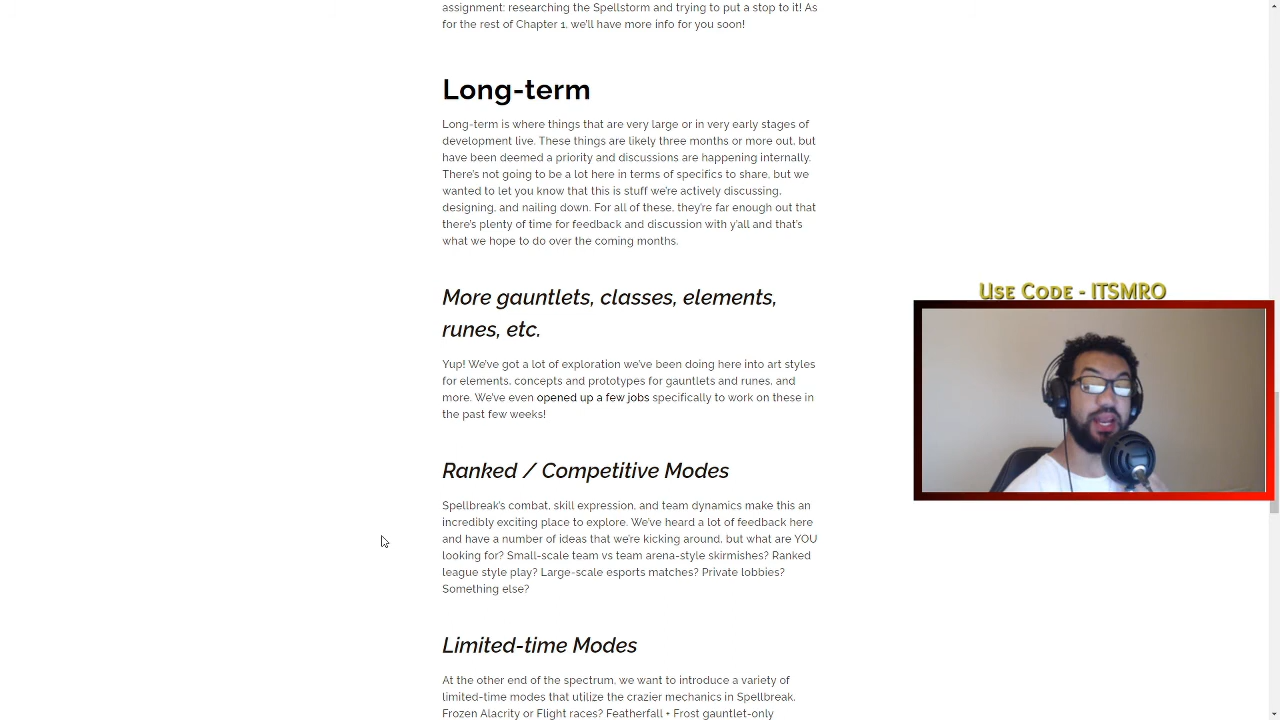 assignment: researching the Spellstorm and trying to put a stop to it! As
for the rest of Chapter 1, we'll have more info for you soon!
Long-term
Long-term is where things that are very large or in very early stages of
development live. These things are likely three months or more out, but
have been deemed a priority and discussions are happening internally.
There's not going to be a lot here in terms of specifics to share, but we
wanted to let you know that this is stuff we're actively discussing,
designing, and nailing down. For all of these, they're far enough out that
there's plenty of time for feedback and discussion with y'all and that's
what we hope to do over the coming months.
More gauntlets, classes, elements,
runes, etc.
Yup! We've got a lot of exploration we've been doing here into art styles
for elements, concepts and prototypes for gauntlets and runes, and
more. We've even opened up a few jobs specifically to work on these in
the past few weeks!
Ranked / Competitive Modes
Spellbreak's combat, skill expression, and team dynamics make this an
incredibly exciting place to explore. We've heard a lot of feedback here
and have a number of ideas that we're kicking around, but what are YOU
looking for? Small-scale team vs team arena-style skirmishes? Ranked
league style play? Large-scale esports matches? Private lobbies?
Something else?
Limited-time Modes
At the other end of the spectrum, we want to introduce a variety of
limited-time modes that utilize the crazier mechanics in Spellbreak.
Frozen Alacrity or Flight races? Featherfall + Frost gauntlet-only
Use Code - ITSMRO